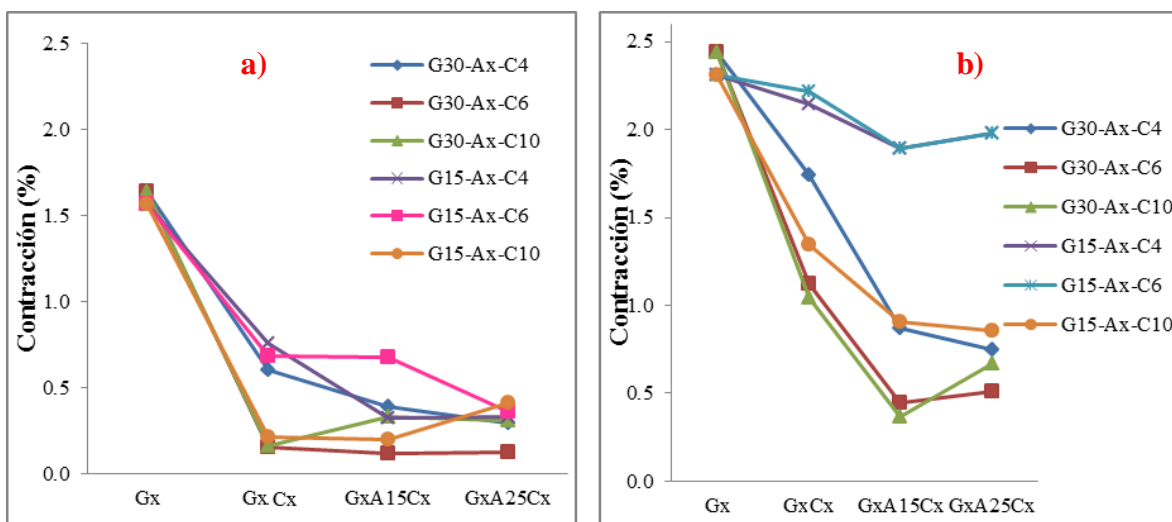 a)
Contracción (%)
2.5
2.0
1.5
1.0
0.5
0.0
Gx
Gx Cx
GxA15Cx
GxA25Cx
G30-Ax-C4
G30-Ax-C6
G30-Ax-C10
G15-Ax-C4
G15-Ax-C6
G15-Ax-C10
b)
Contracción (%)
2.5
2.0
1.5
1.0
0.5
0.0
Gx
GxCx
GxA15Cx
GxA25Cx
G30-Ax-C4
G30-Ax-C6
G30-Ax-C10
G15-Ax-C4
G15-Ax-C6
G15-Ax-C10